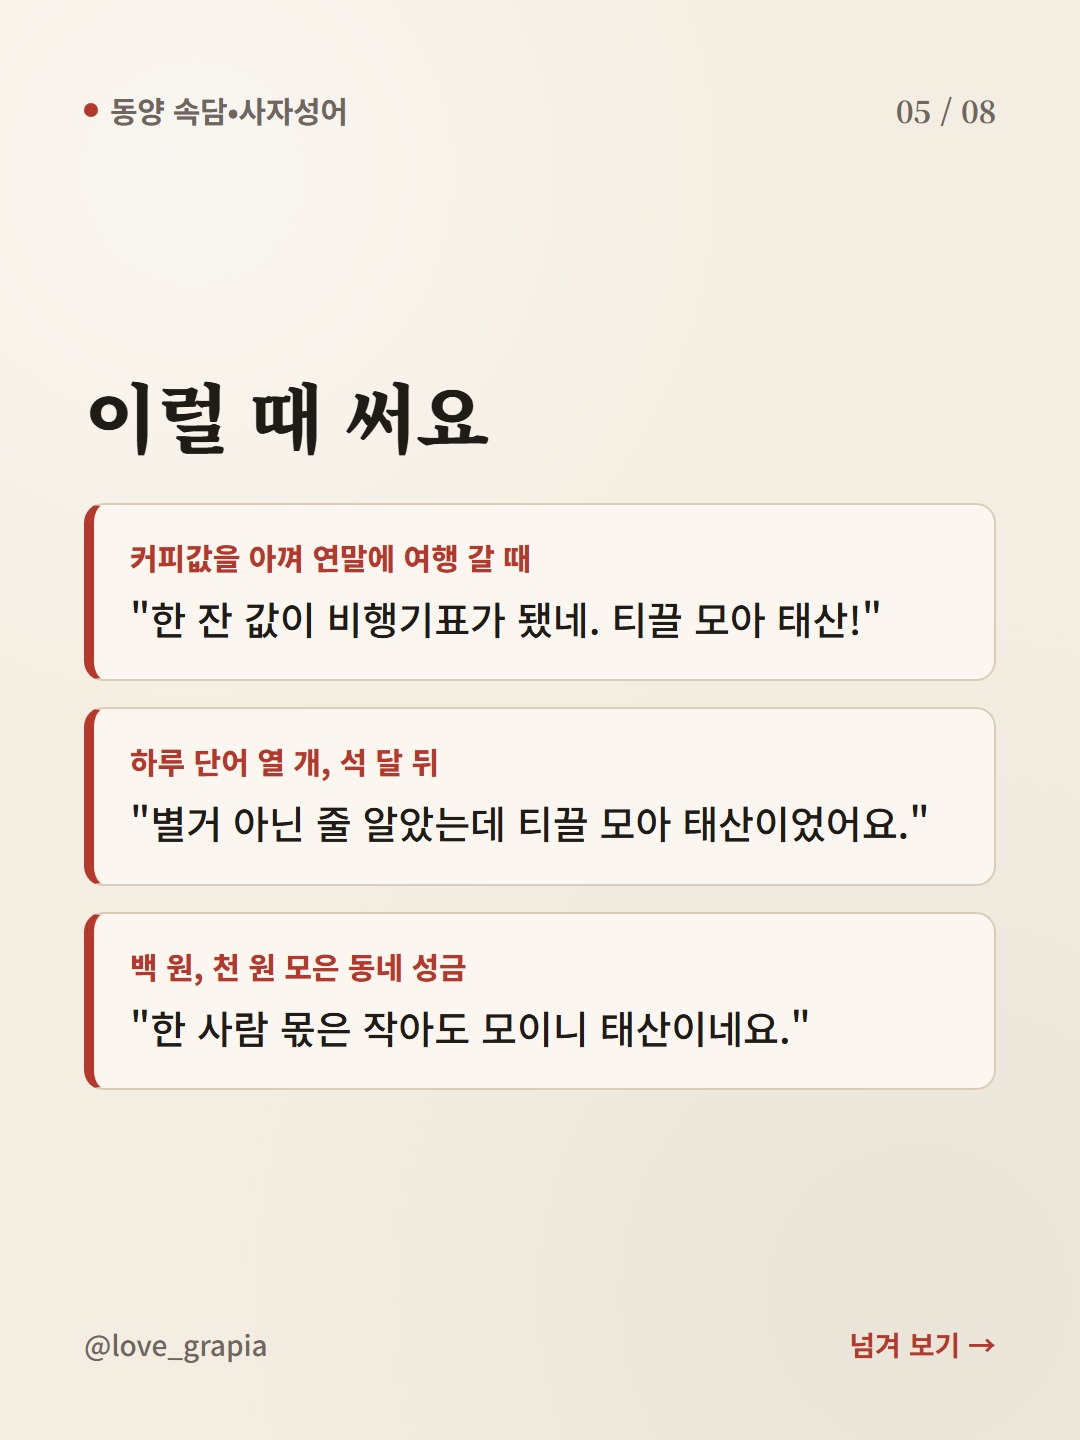 동양 속담•사자성어
05 / 08
이럴 때 써요
커피값을 아껴 연말에 여행 갈 때
"한 잔 값이 비행기표가 됐네. 티끌 모아 태산!"
하루 단어 열 개, 석 달 뒤
"별거 아닌 줄 알았는데 티끌 모아 태산이었어요."
백 원, 천 원 모은 동네 성금
"한 사람 몫은 작아도 모이니 태산이네요."
@love_grapia
넘겨 보기 →